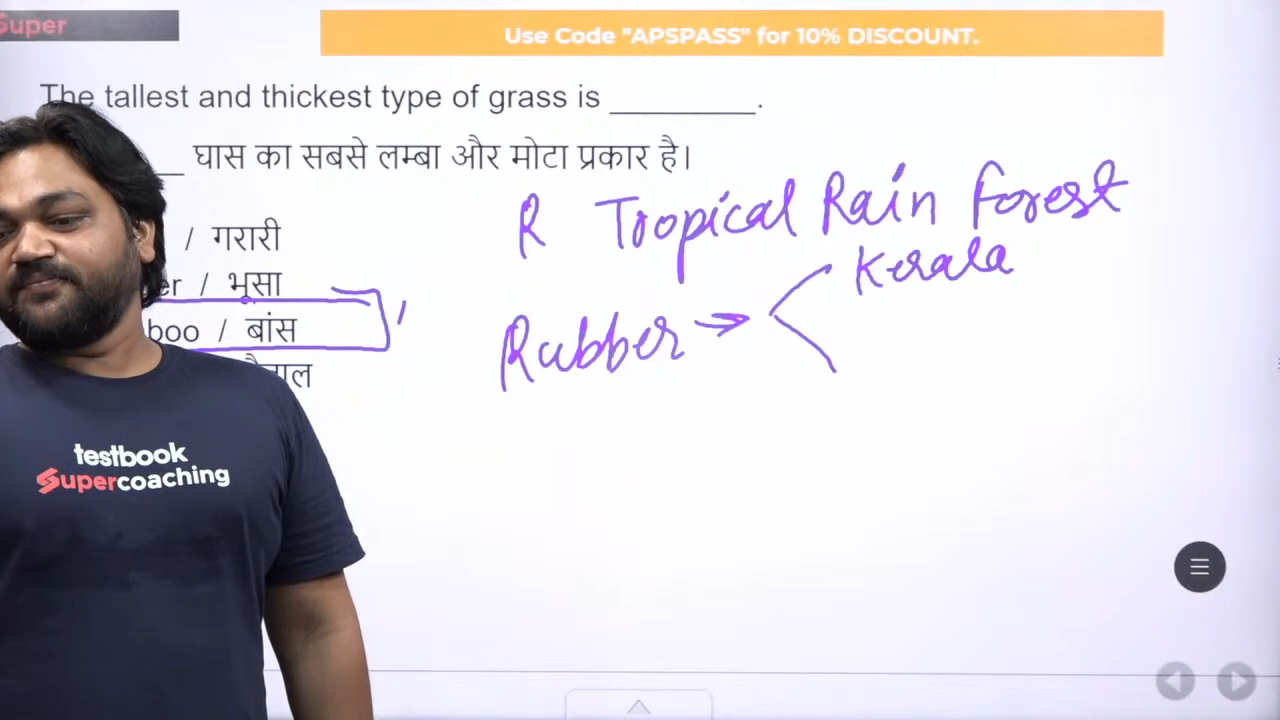 Super
Use Code "APSPASS" for 10% DISCOUNT.
The tallest and thickest type of grass is _________.
घास का सबसे लम्बा और मोटा प्रकार है।
R Tropical Rain Forest
/ गरारी
Kerala
er / भूसा
Rubber →
boo / बांस
testbook
Supercoaching